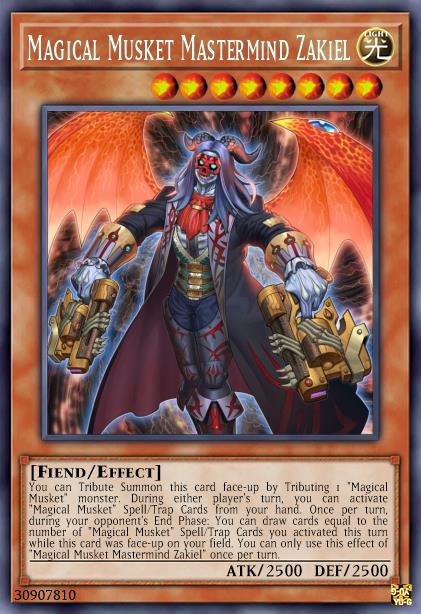 MAGICAL MUSKET MASTERMIND ZAKIEL
LIGHT
光
[FIEND/EFFECT]
You can Tribute Summon this card face-up by Tributing 1 "Magical
Musket" monster. During either player's turn, you can activate
"Magical Musket" Spell/Trap Cards from your hand. Once per turn,
during your opponent's End Phase: You can draw cards equal to the
number of "Magical Musket" Spell/Trap Cards you activated this turn
while this card was face-up on your field. You can only use this effect of
"Magical Musket Mastermind Zakiel" once per turn.
ATK/2500 DEF/2500
30907810